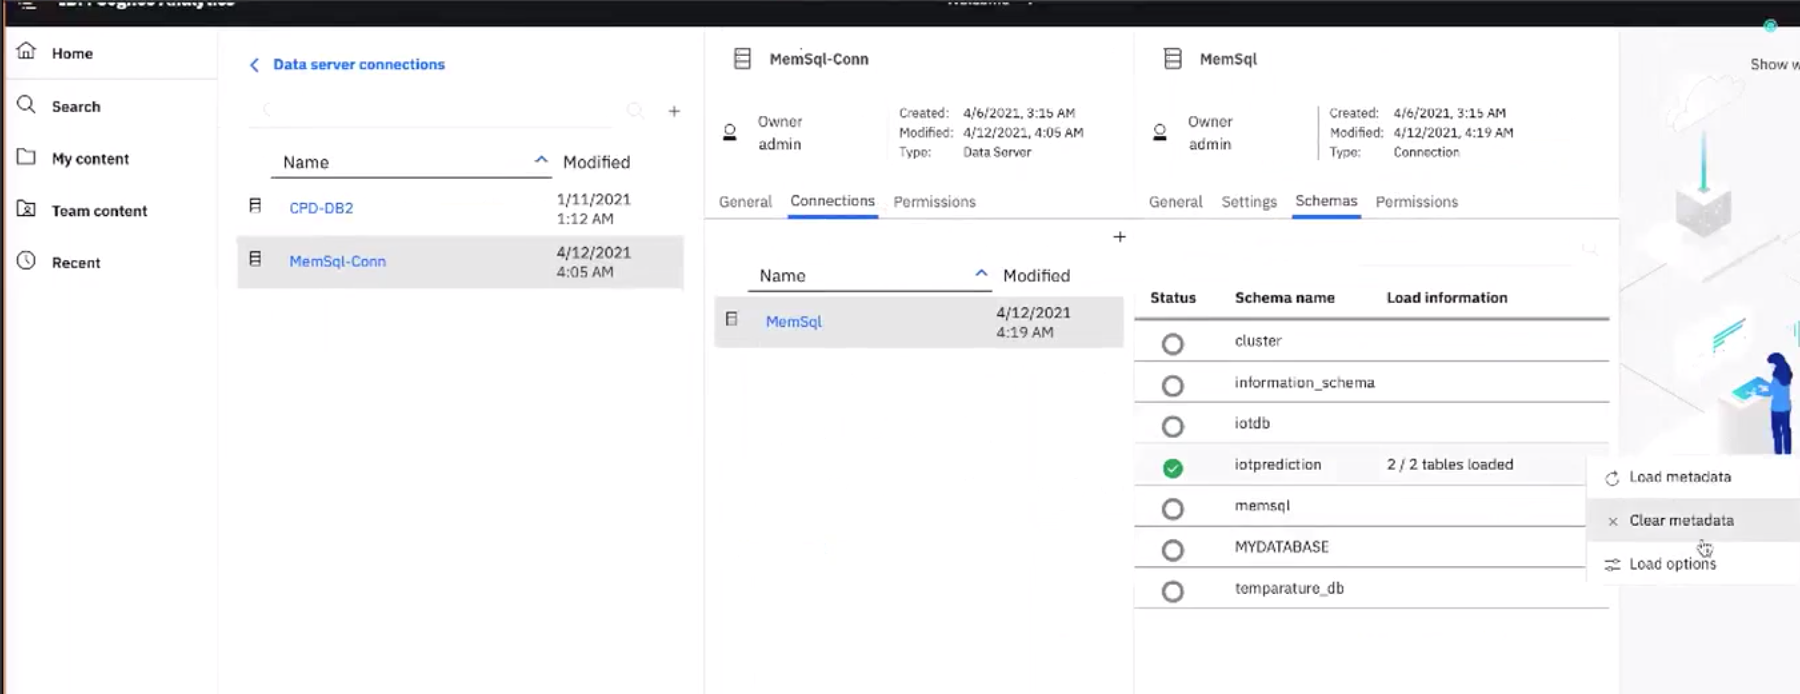 Home
Search
My content
Team content
Recent
Data server connections
Name
Modified
CPD-DB2
1/11/2021
1:12 AM
MemSql-Conn
4/12/2021
4:05 AM
MemSql-Conn
Owner
admin
Created: 4/6/2021, 3:15 AM
Modified: 4/12/2021, 4:05 AM
Type: Data Server
General
Connections
Permissions
Name
Modified
MemSql
4/12/2021
4:19 AM
MemSql
Owner
admin
Created: 4/6/2021, 3:15 AM
Modified: 4/12/2021, 4:19 AM
Type: Connection
General
Settings
Schemas
Permissions
Status
Schema name
Load information
cluster
information_schema
iotdb
iotprediction
2 / 2 tables loaded
memsql
MYDATABASE
temparature_db
Show w
Load metadata
Clear metadata
Load options